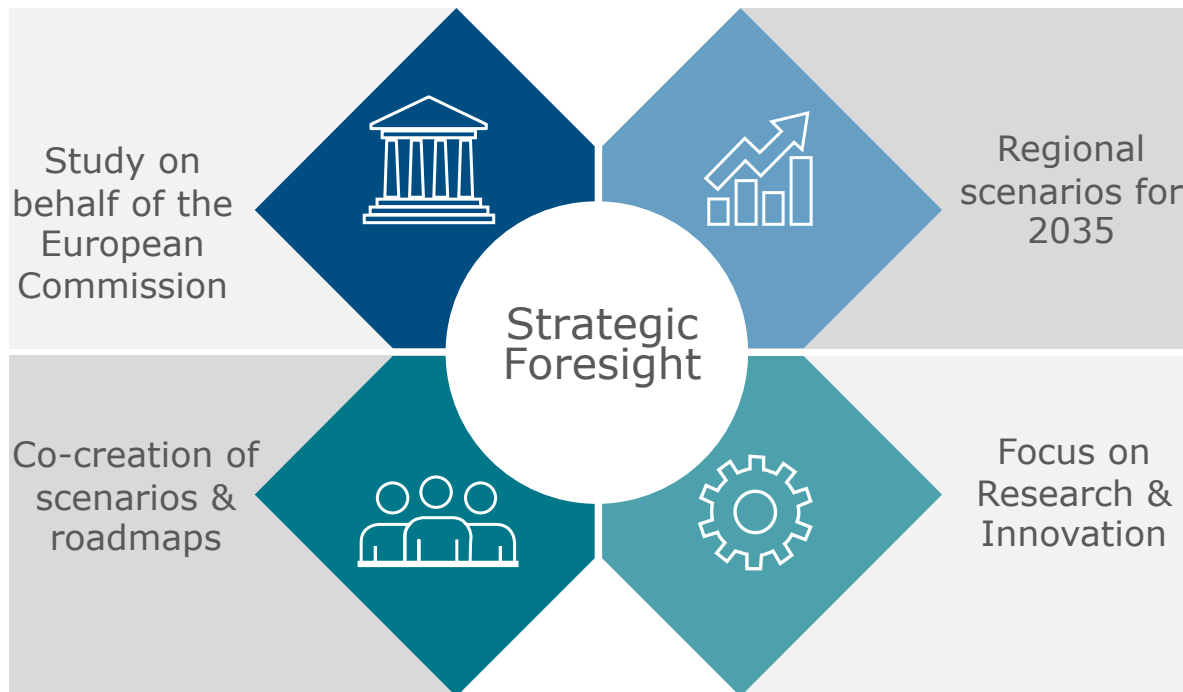 Study on
behalf of the
European
Commission
Regional
scenarios for
2035
Strategic
Foresight
Co-creation of
scenarios &
roadmaps
Focus on
Research &
Innovation